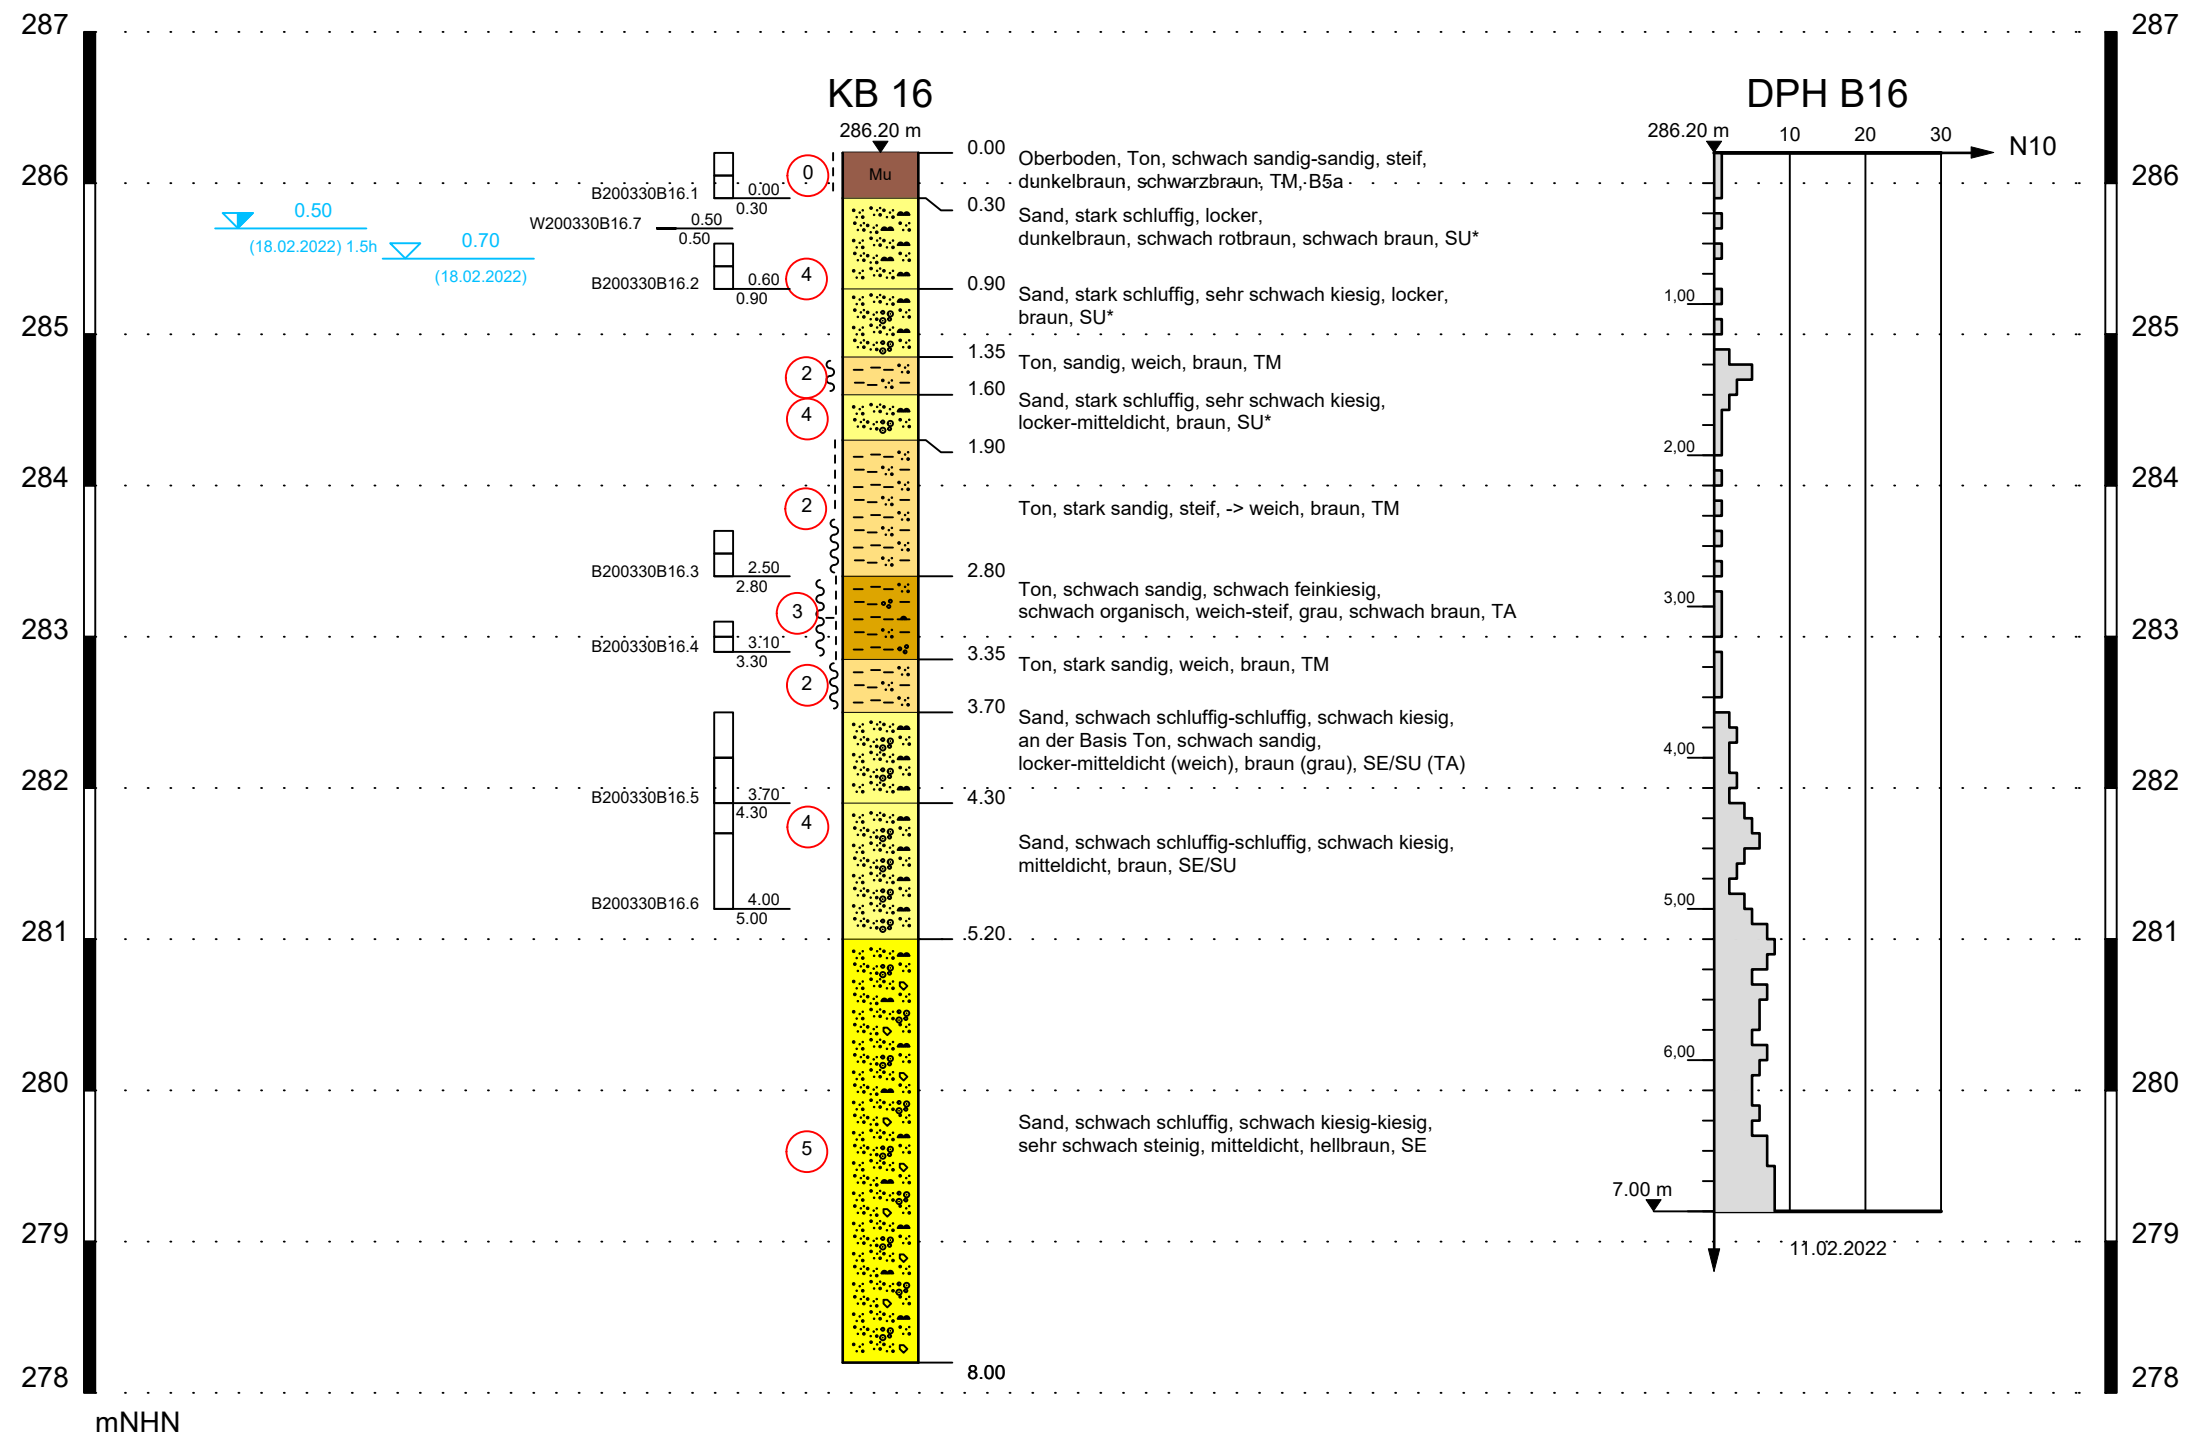 287
287
KB 16
DPH B16
286.20 m
286.20 m
10
20
30
N10
0.00
Oberboden, Ton, schwach sandig-sandig, steif,
dunkelbraun, schwarzbraun, TM, B5a
0
Mu
286
286
B200330B16.1
0.00
0.30
0.30
Sand, stark schluffig, locker,
dunkelbraun, schwach rotbraun, schwach braun, SU*
0.50
(18.02.2022) 1.5h
W200330B16.7
0.50
0.50
0.70
(18.02.2022)
B200330B16.2
0.60
0.90
4
0.90
Sand, stark schluffig, sehr schwach kiesig, locker,
braun, SU*
1,00
285
285
1.35
Ton, sandig, weich, braun, TM
2
1.60
Sand, stark schluffig, sehr schwach kiesig,
locker-mitteldicht, braun, SU*
4
1.90
2,00
284
284
2
Ton, stark sandig, steif, -> weich, braun, TM
B200330B16.3
2.50
2.80
2.80
Ton, schwach sandig, schwach feinkiesig,
schwach organisch, weich-steif, grau, schwach braun, TA
3
3,00
283
283
B200330B16.4
3.10
3.30
3.35
Ton, stark sandig, weich, braun, TM
2
3.70
Sand, schwach schluffig-schluffig, schwach kiesig,
an der Basis Ton, schwach sandig,
locker-mitteldicht (weich), braun (grau), SE/SU (TA)
4,00
282
282
B200330B16.5
3.70
4.30
4.30
4
Sand, schwach schluffig-schluffig, schwach kiesig,
mitteldicht, braun, SE/SU
B200330B16.6
4.00
5.00
5,00
281
281
5.20
6,00
280
280
5
Sand, schwach schluffig, schwach kiesig-kiesig,
sehr schwach steinig, mitteldicht, hellbraun, SE
7.00 m
279
279
11.02.2022
8.00
278
278
mNHN